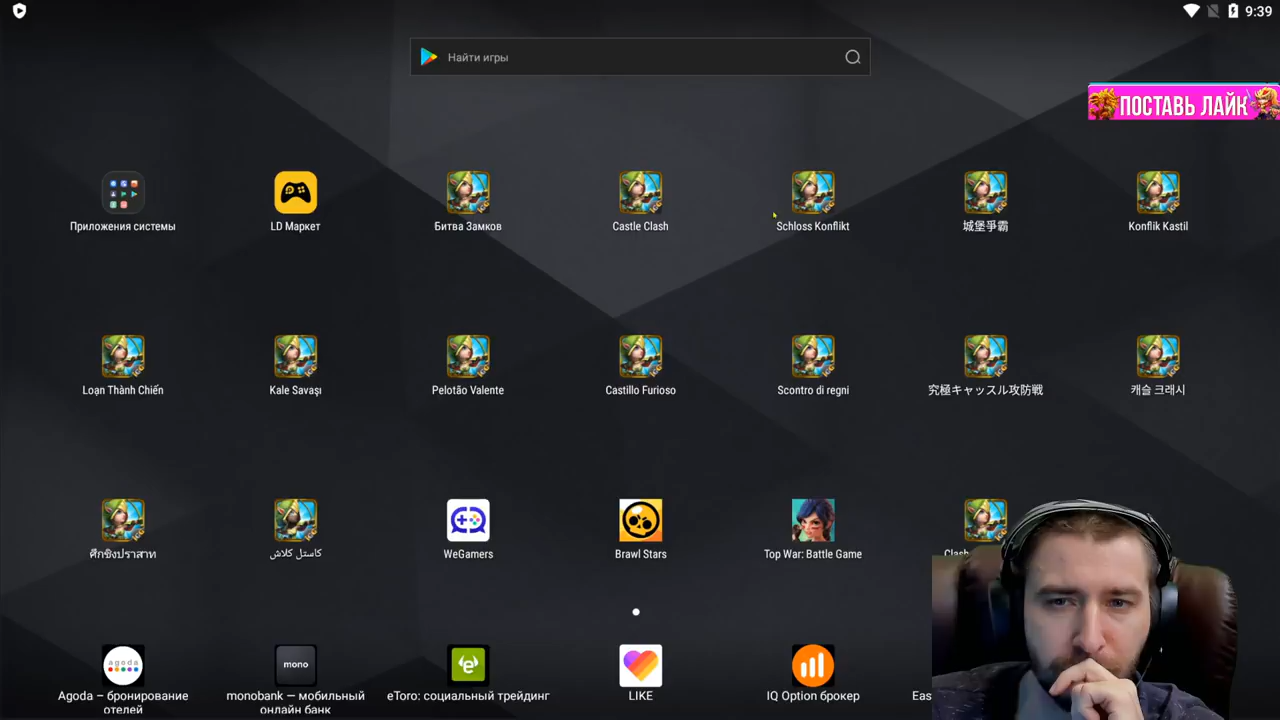 9:39
Найти игры
ПОСТАВЬ ЛАЙК
Приложения системы
LD Маркет
Битва Замков
Castle Clash
Schloss Konflikt
城堡爭霸
Konflik Kastil
Loạn Thành Chiến
Kale Savaşı
Pelotão Valente
Castillo Furioso
Scontro di regni
究極キャッスル攻防戦
캐슬 크래시
ศึกชิงปราสาท
كاستل كلاش
WeGamers
Brawl Stars
Top War: Battle Game
Clash
agoda
mono
Agoda – бронирование
отелей
monobank — мобильный
онлайн банк
eToro: социальный трейдинг
LIKE
IQ Option брокер